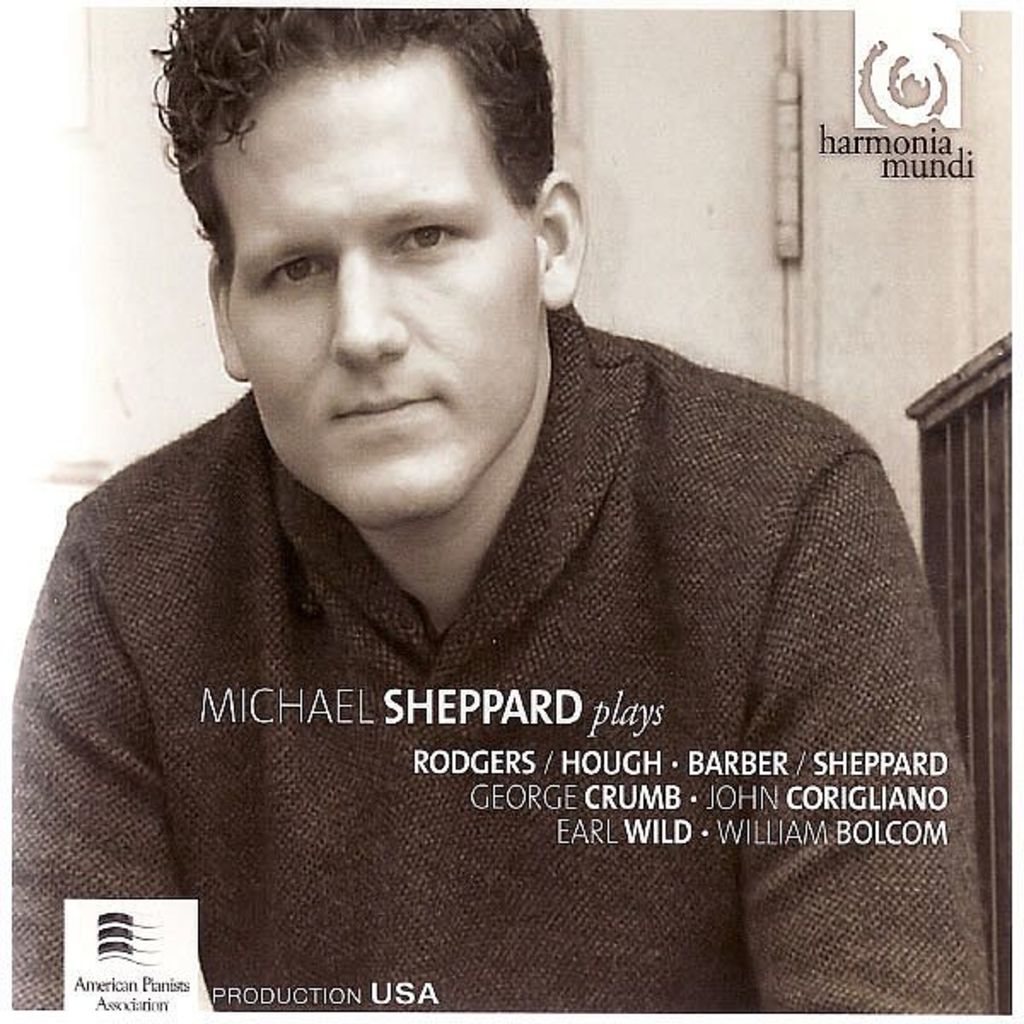 harmonia
mundi
MICHAEL SHEPPARD plays
RODGERS / HOUGH • BARBER / SHEPPARD
GEORGE CRUMB • JOHN CORIGLIANO
EARL WILD • WILLIAM BOLCOM
American Pianists
Association
PRODUCTION USA